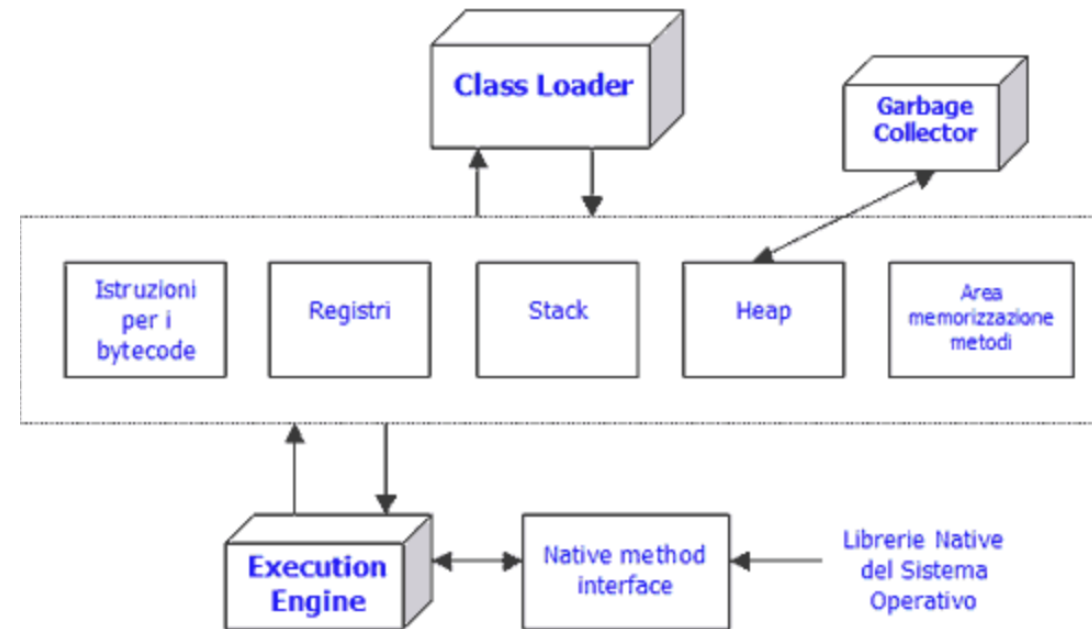 Class Loader
Garbage
Collector
Istruzioni
per i
bytecode
Registri
Stack
Heap
Area
memorizzazione
metodi
Execution
Engine
Native method
interface
Librerie Native
del Sistema
Operativo